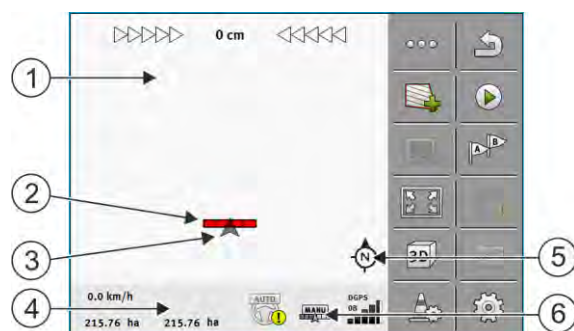 0 cm
1
A B
2
3
N
3D
5
4
0.0 km/h
AUTO
MANU
DGPS
08
6
215.76 ha 215.76 ha